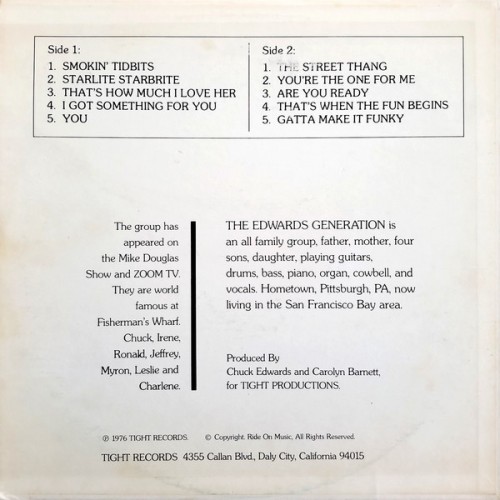 Side 1:
1. SMOKIN' TIDBITS
2. STARLITE STARBRITE
3. THAT'S HOW MUCH I LOVE HER
4. I GOT SOMETHING FOR YOU
5. YOU
Side 2:
1. THE STREET THANG
2. YOU'RE THE ONE FOR ME
3. ARE YOU READY
4. THAT'S WHEN THE FUN BEGINS
5. GATTA MAKE IT FUNKY
The group has
appeared on
the Mike Douglas
Show and ZOOM TV.
They are world
famous at
Fisherman's Wharf.
Chuck, Irene,
Ronald, Jeffrey,
Myron, Leslie and
Charlene.
THE EDWARDS GENERATION is
an all family group, father, mother, four
sons, daughter, playing guitars,
drums, bass, piano, organ, cowbell, and
vocals. Hometown, Pittsburgh, PA, now
living in the San Francisco Bay area.
Produced By
Chuck Edwards and Carolyn Barnett,
for TIGHT PRODUCTIONS.
℗ 1976 TIGHT RECORDS. © Copyright. Ride On Music, All Rights Reserved.
TIGHT RECORDS 4355 Callan Blvd., Daly City, California 94015